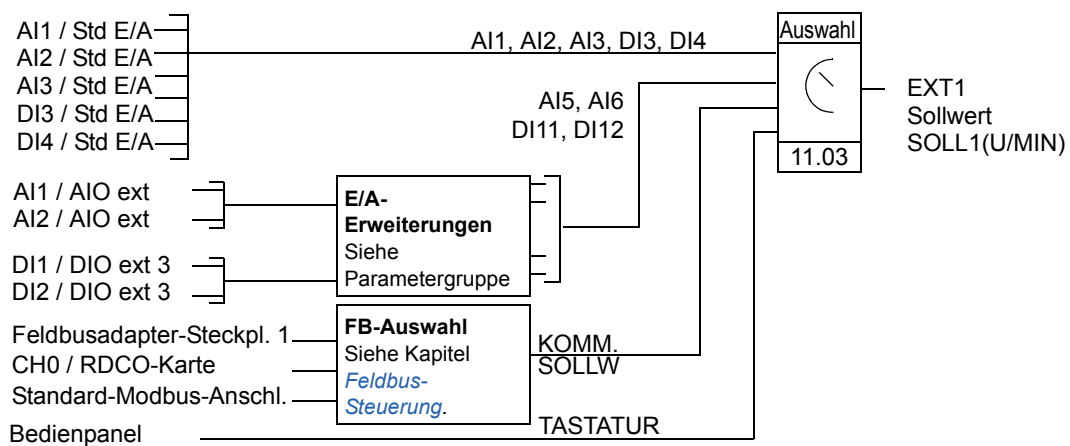 AI1 / Std E/A
AI2 / Std E/A
AI3 / Std E/A
DI3 / Std E/A
DI4 / Std E/A
AI1, AI2, AI3, DI3, DI4
Auswahl
11.03
EXT1
Sollwert
SOLL1(U/MIN)
AI5, AI6
DI11, DI12
AI1 / AIO ext
AI2 / AIO ext
DI1 / DIO ext 3
DI2 / DIO ext 3
E/A-
Erweiterungen
Siehe
Parametergruppe
Feldbusadapter-Steckpl. 1
CH0 / RDCO-Karte
Standard-Modbus-Anschl.
FB-Auswahl
Siehe Kapitel
Feldbus-
Steuerung.
KOMM.
SOLLW
Bedienpanel
TASTATUR